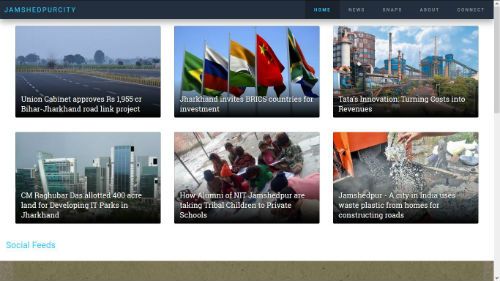 JAMSHEDPURCITY
HOME NEWS SNAPS ABOUT CONNECT
Union Cabinet approves Rs 1,955 cr
Bihar-Jharkhand road link project
Jharkhand invites BRICS countries for
investment
Tata's Innovation: Turning Costs into
Revenues
CM Raghubar Das allotted 400 acre
land for Developing IT Parks in
Jharkhand
How Alumni of NIT Jamshedpur are
taking Tribal Children to Private
Schools
Jamshedpur - A city in India uses
waste plastic from homes for
constructing roads
Social Feeds